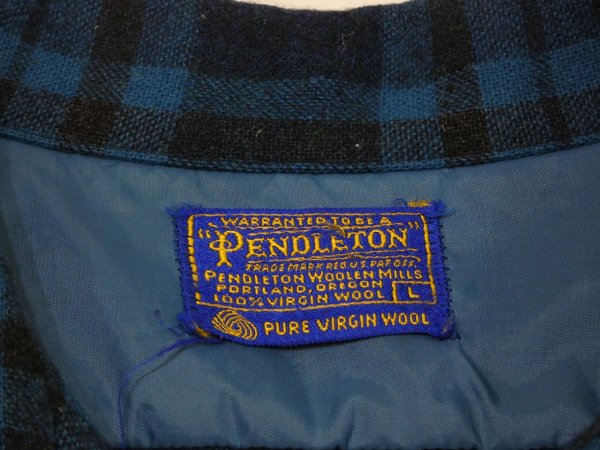 WARRANTED TO BE A
"PENDLETON"
TRADE MARK REG. U.S. PAT. OFF.
PENDLETON WOOLEN MILLS
PORTLAND, OREGON
100% VIRGIN WOOL L
PURE VIRGIN WOOL